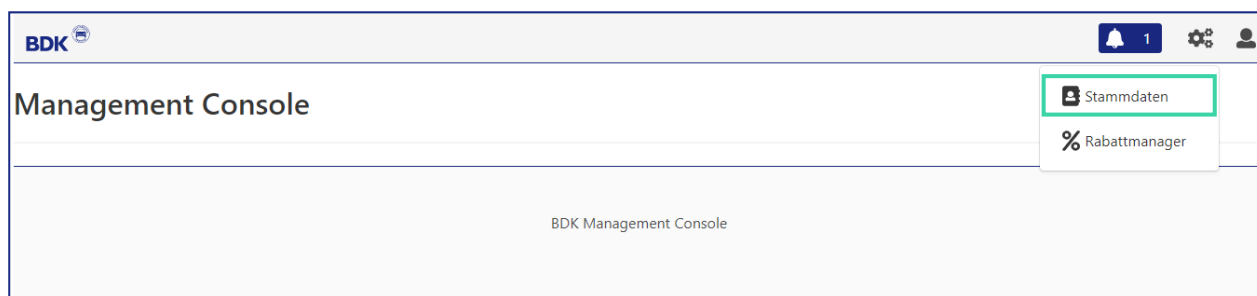 BDK
1
Management Console
Stammdaten
Rabattmanager
BDK Management Console